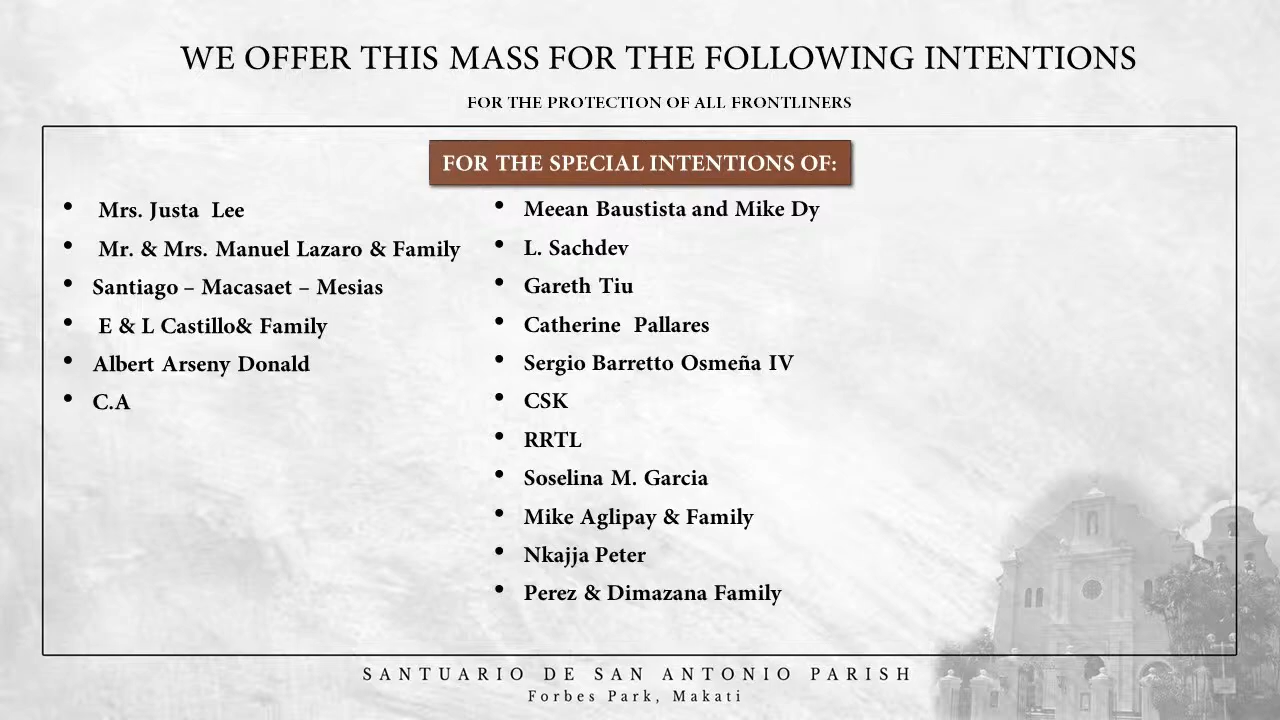 WE OFFER THIS MASS FOR THE FOLLOWING INTENTIONS
FOR THE PROTECTION OF ALL FRONTLINERS
FOR THE SPECIAL INTENTIONS OF:
• Mrs. Justa Lee
• Mr. & Mrs. Manuel Lazaro & Family
• Santiago – Macasaet – Mesias
• E & L Castillo& Family
• Albert Arseny Donald
• C.A
• Meean Baustista and Mike Dy
• L. Sachdev
• Gareth Tiu
• Catherine Pallares
• Sergio Barretto Osmeña IV
• CSK
• RRTL
• Soselina M. Garcia
• Mike Aglipay & Family
• Nkajja Peter
• Perez & Dimazana Family
SANTUARIO DE SAN ANTONIO PARISH
Forbes Park, Makati